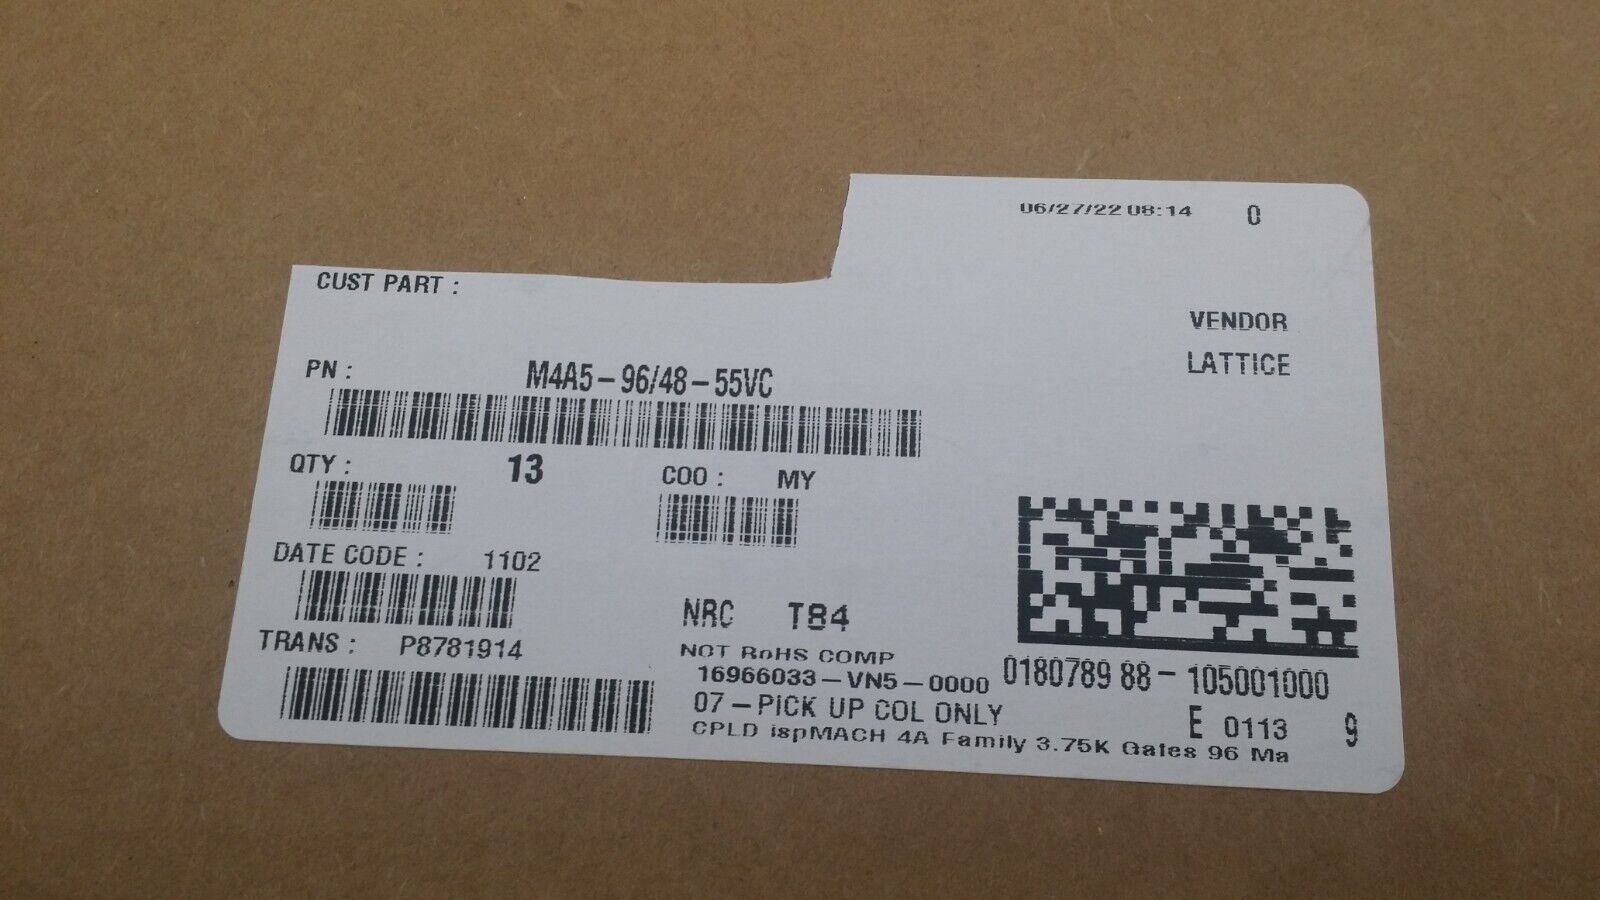 06/27/22 08:14 0
CUST PART :
VENDOR
LATTICE
PN : M4A5-96/48-55VC
QTY : 13 COO : MY
DATE CODE : 1102
NRC T84
TRANS : P8781914
NOT RoHS COMP
16966033-VN5-0000 018078988-105001000
07-PICK UP COL ONLY E 0113 9
CPLD ispMACH 4A Family 3.75K Gates 96 Ma